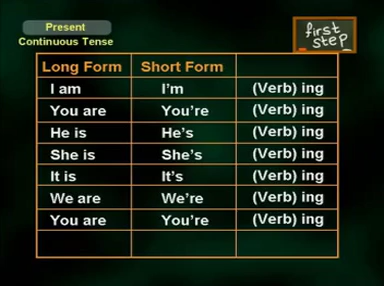 Present
Continuous Tense
first
step
Long Form Short Form
I am I'm (Verb) ing
You are You're (Verb) ing
He is He's (Verb) ing
She is She's (Verb) ing
It is It's (Verb) ing
We are We're (Verb) ing
You are You're (Verb) ing